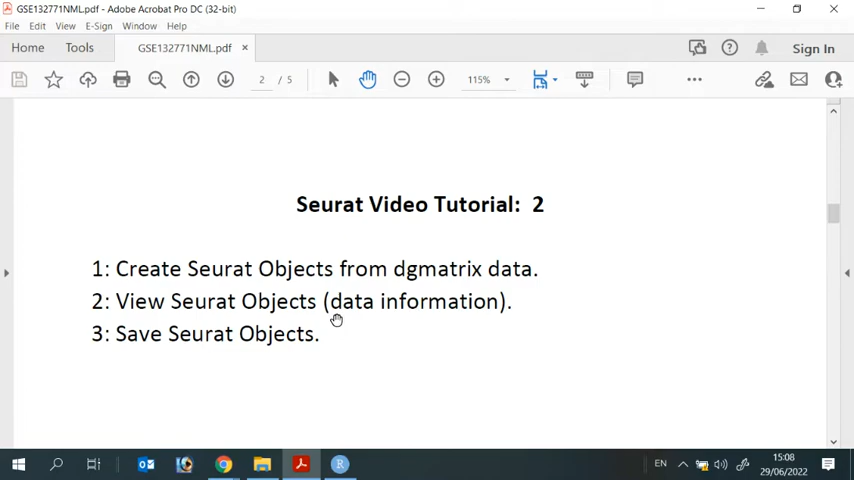 GSE132771NML.pdf - Adobe Acrobat Pro DC (32-bit)
File Edit View E-Sign Window Help
Home Tools GSE132771NML.pdf × Sign In
2 / 5 115%
Seurat Video Tutorial: 2
1: Create Seurat Objects from dgmatrix data.
2: View Seurat Objects (data information).
3: Save Seurat Objects.
EN 15:08
29/06/2022